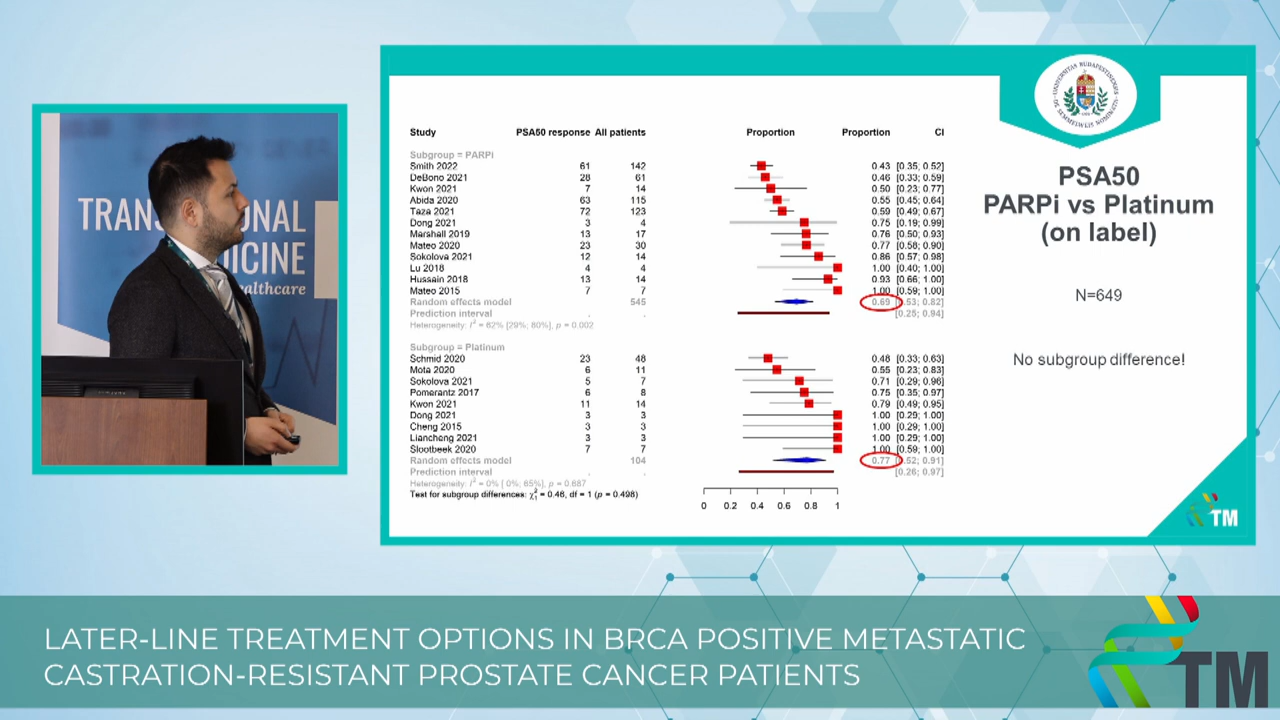 TRANSLATIONAL
MEDICINE
healthcare
Study PSA50 response All patients Proportion Proportion CI
Subgroup = PARPi
Smith 2022 61 142 0.43 [0.35; 0.52]
DeBono 2021 28 61 0.46 [0.33; 0.59]
Kwon 2021 7 14 0.50 [0.23; 0.77]
Abida 2020 63 115 0.55 [0.45; 0.64]
Taza 2021 72 123 0.59 [0.49; 0.67]
Dong 2021 3 4 0.75 [0.19; 0.99]
Marshall 2019 13 17 0.76 [0.50; 0.93]
Mateo 2020 23 30 0.77 [0.58; 0.90]
Sokolova 2021 12 14 0.86 [0.57; 0.98]
Lu 2018 4 4 1.00 [0.40; 1.00]
Hussain 2018 13 14 0.93 [0.66; 1.00]
Mateo 2015 7 7 1.00 [0.59; 1.00]
Random effects model 545 0.69 [0.53; 0.82]
Prediction interval . . [0.25; 0.94]
Heterogeneity: I² = 62% [29%; 80%], p = 0.002
Subgroup = Platinum
Schmid 2020 23 48 0.48 [0.33; 0.63]
Mota 2020 6 11 0.55 [0.23; 0.83]
Sokolova 2021 5 7 0.71 [0.29; 0.96]
Pomerantz 2017 6 8 0.75 [0.35; 0.97]
Kwon 2021 11 14 0.79 [0.49; 0.95]
Dong 2021 3 3 1.00 [0.29; 1.00]
Cheng 2015 3 3 1.00 [0.29; 1.00]
Liancheng 2021 3 3 1.00 [0.29; 1.00]
Slootbeek 2020 7 7 1.00 [0.59; 1.00]
Random effects model 104 0.77 [0.52; 0.91]
Prediction interval . . [0.26; 0.97]
Heterogeneity: I² = 0% [ 0%; 65%], p = 0.687
Test for subgroup differences: χ²₁ = 0.46, df = 1 (p = 0.498)
0 0.2 0.4 0.6 0.8 1
PSA50
PARPi vs Platinum
(on label)
N=649
No subgroup difference!
TM
LATER-LINE TREATMENT OPTIONS IN BRCA POSITIVE METASTATIC
CASTRATION-RESISTANT PROSTATE CANCER PATIENTS
TM